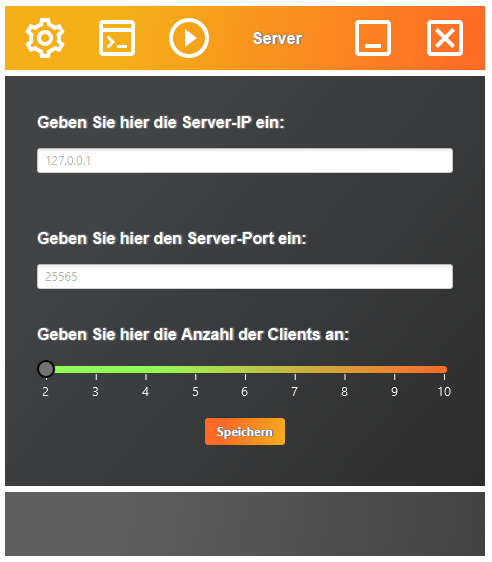 Server
Geben Sie hier die Server-IP ein:
127.0.0.1
Geben Sie hier den Server-Port ein:
25565
Geben Sie hier die Anzahl der Clients an:
2 3 4 5 6 7 8 9 10
Speichern